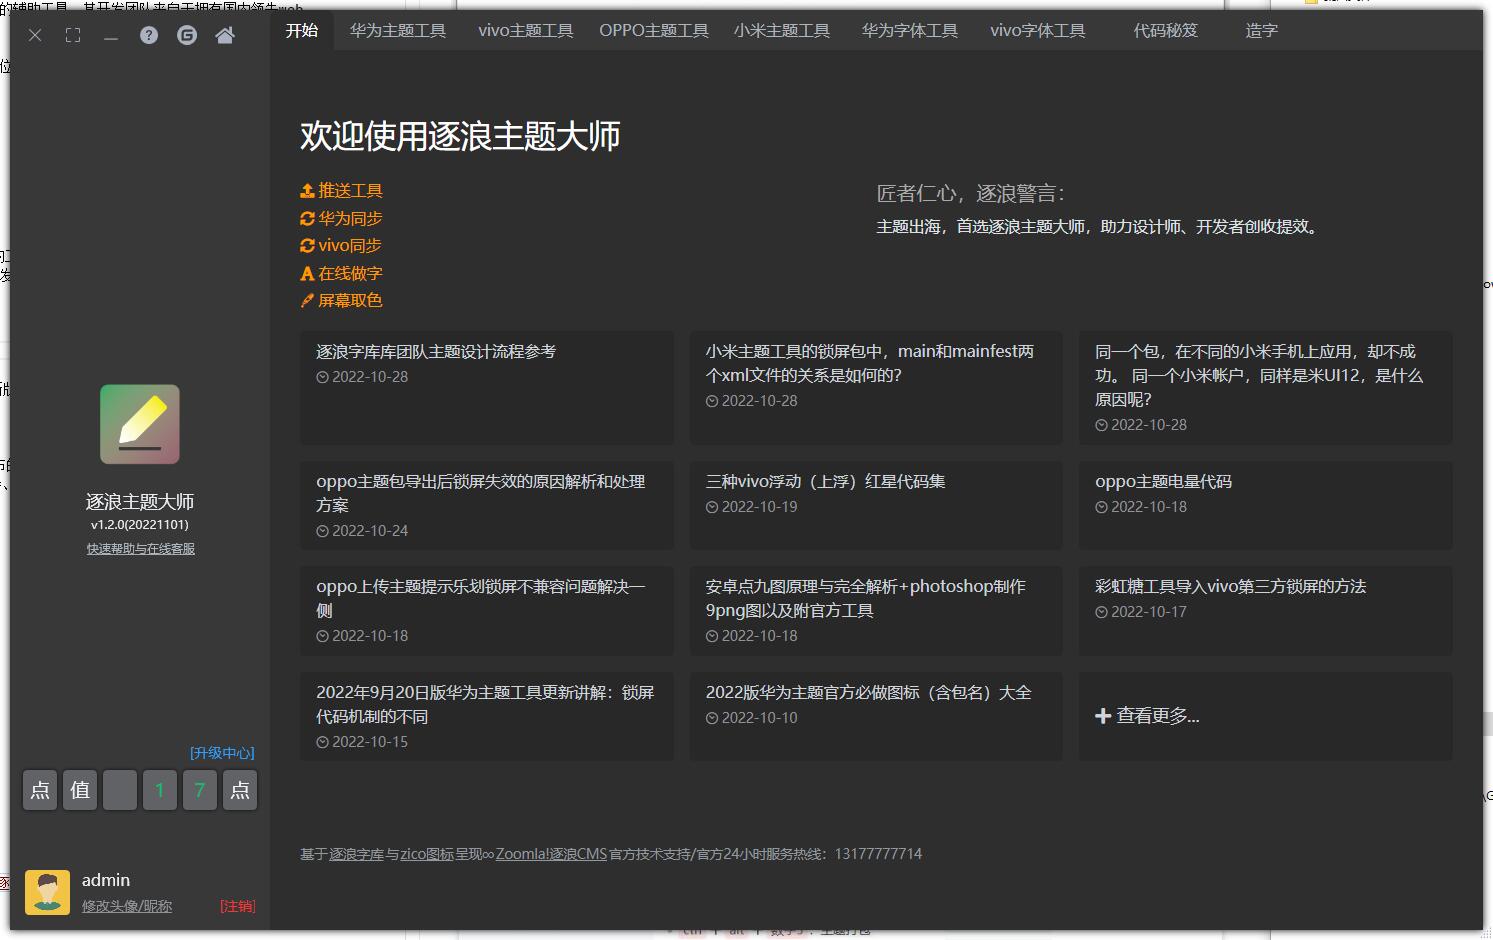 开始
华为主题工具
vivo主题工具
OPPO主题工具
小米主题工具
华为字体工具
vivo字体工具
代码秘笈
造字
欢迎使用逐浪主题大师
推送工具
华为同步
vivo同步
在线做字
屏幕取色
匠者仁心，逐浪警言：
主题出海，首选逐浪主题大师，助力设计师、开发者创收提效。
逐浪字库库团队主题设计流程参考
2022-10-28
小米主题工具的锁屏包中，main和mainfest两
个xml文件的关系是如何的?
2022-10-28
同一个包，在不同的小米手机上应用，却不成
功。 同一个小米帐户，同样是米UI12，是什么
原因呢?
2022-10-28
oppo主题包导出后锁屏失效的原因解析和处理
方案
2022-10-24
三种vivo浮动（上浮）红星代码集
2022-10-19
oppo主题电量代码
2022-10-18
oppo上传主题提示乐划锁屏不兼容问题解决一
侧
2022-10-18
安卓点九图原理与完全解析+photoshop制作
9png图以及附官方工具
2022-10-18
彩虹糖工具导入vivo第三方锁屏的方法
2022-10-17
2022年9月20日版华为主题工具更新讲解：锁屏
代码机制的不同
2022-10-15
2022版华为主题官方必做图标（含包名）大全
2022-10-10
查看更多...
基于逐浪字库与zico图标呈现∞Zoomla!逐浪CMS官方技术支持/官方24小时服务热线：13177777714
逐浪主题大师
v1.2.0(20221101)
快速帮助与在线客服
[升级中心]
点 值 1 7 点
admin
修改头像/昵称
[注销]